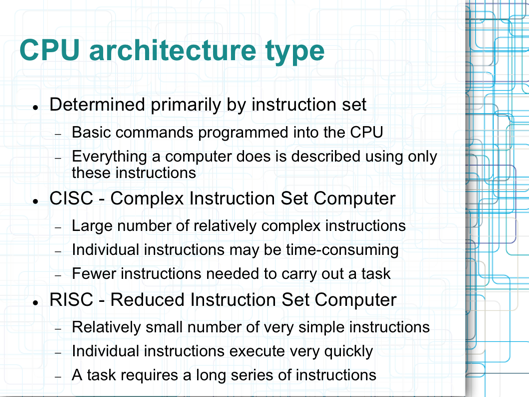 CPU architecture type
● Determined primarily by instruction set
– Basic commands programmed into the CPU
– Everything a computer does is described using only
these instructions
● CISC - Complex Instruction Set Computer
– Large number of relatively complex instructions
– Individual instructions may be time-consuming
– Fewer instructions needed to carry out a task
● RISC - Reduced Instruction Set Computer
– Relatively small number of very simple instructions
– Individual instructions execute very quickly
– A task requires a long series of instructions